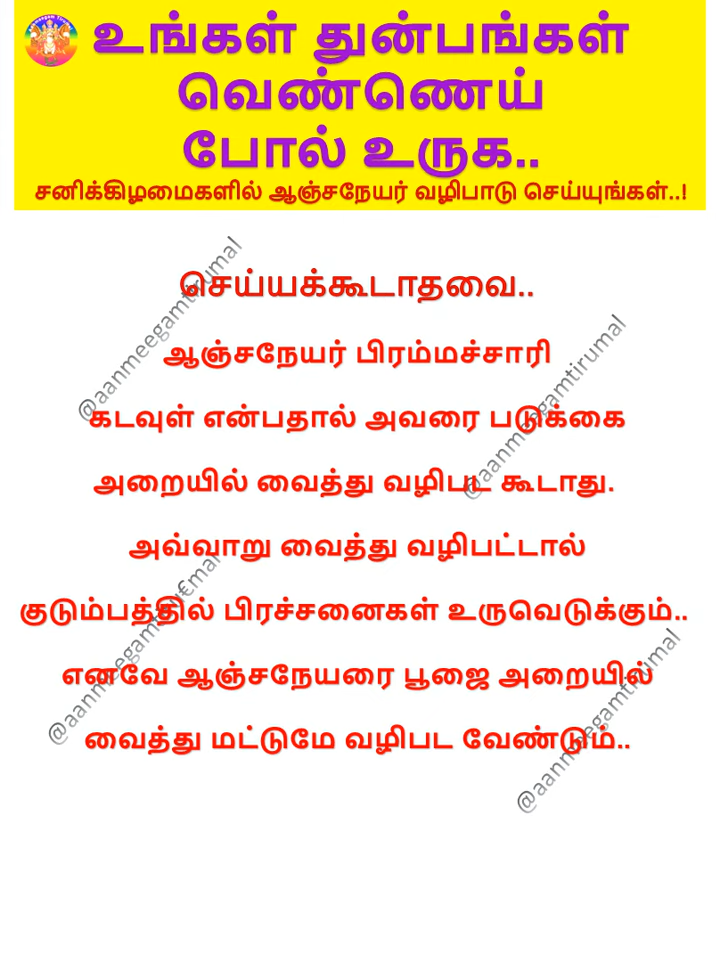 உங்கள் துன்பங்கள்
வெண்ணெய்
போல் உருக..
சனிக்கிழமைகளில் ஆஞ்சநேயர் வழிபாடு செய்யுங்கள்..!
செய்யக்கூடாதவை..
ஆஞ்சநேயர் பிரம்மச்சாரி
கடவுள் என்பதால் அவரை படுக்கை
அறையில் வைத்து வழிபட கூடாது.
அவ்வாறு வைத்து வழிபட்டால்
குடும்பத்தில் பிரச்சனைகள் உருவெடுக்கும்..
எனவே ஆஞ்சநேயரை பூஜை அறையில்
வைத்து மட்டுமே வழிபட வேண்டும்..
@aanmeegamtirumal
@aanmeegamtirumal
@aanmeegamtirumal
@aanmeegamtirumal